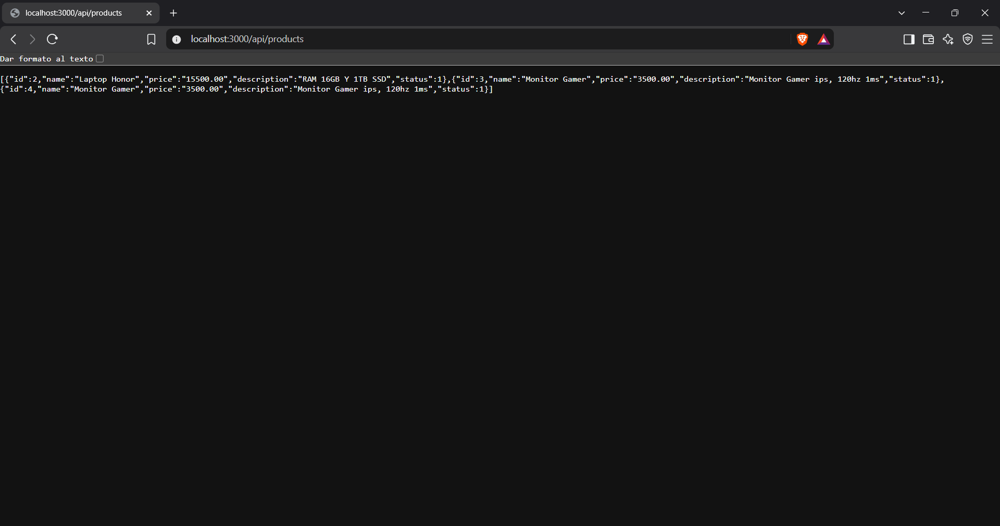 localhost:3000/api/products
localhost:3000/api/products
Dar formato al texto
[{"id":2,"name":"Laptop Honor","price":"15500.00","description":"RAM 16GB Y 1TB SSD","status":1},{"id":3,"name":"Monitor Gamer","price":"3500.00","description":"Monitor Gamer ips, 120hz 1ms","status":1},
{"id":4,"name":"Monitor Gamer","price":"3500.00","description":"Monitor Gamer ips, 120hz 1ms","status":1}]